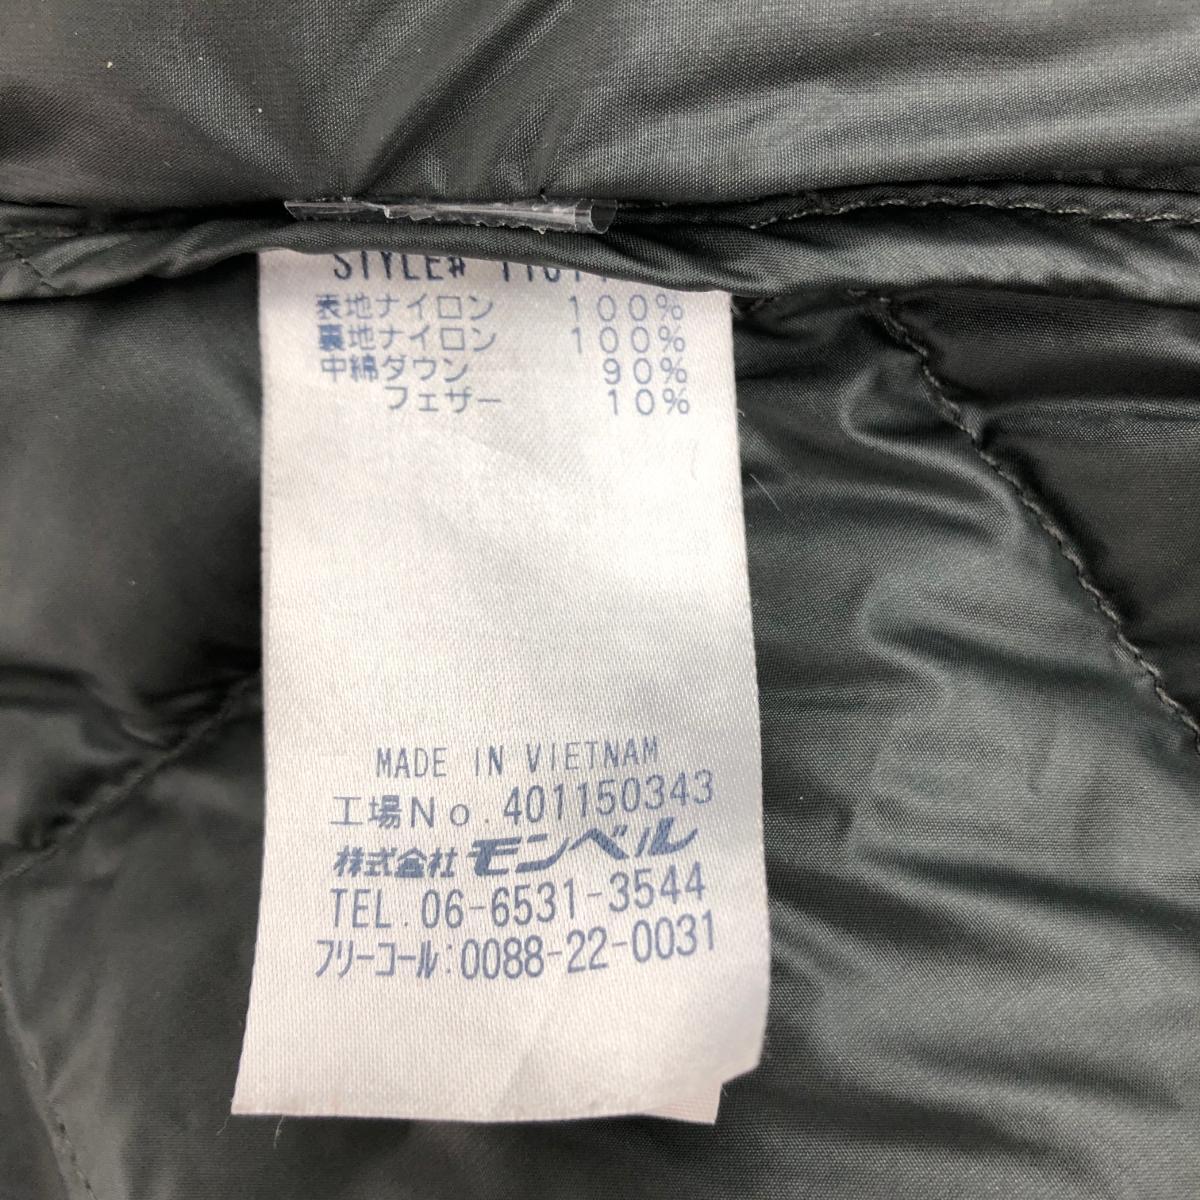 STYLE#
表地ナイロン 100%
裏地ナイロン 100%
中綿ダウン 90%
フェザー 10%
MADE IN VIETNAM
工場No.401150343
株式会社モンベル
TEL.06-6531-3544
フリーコール:0088-22-0031